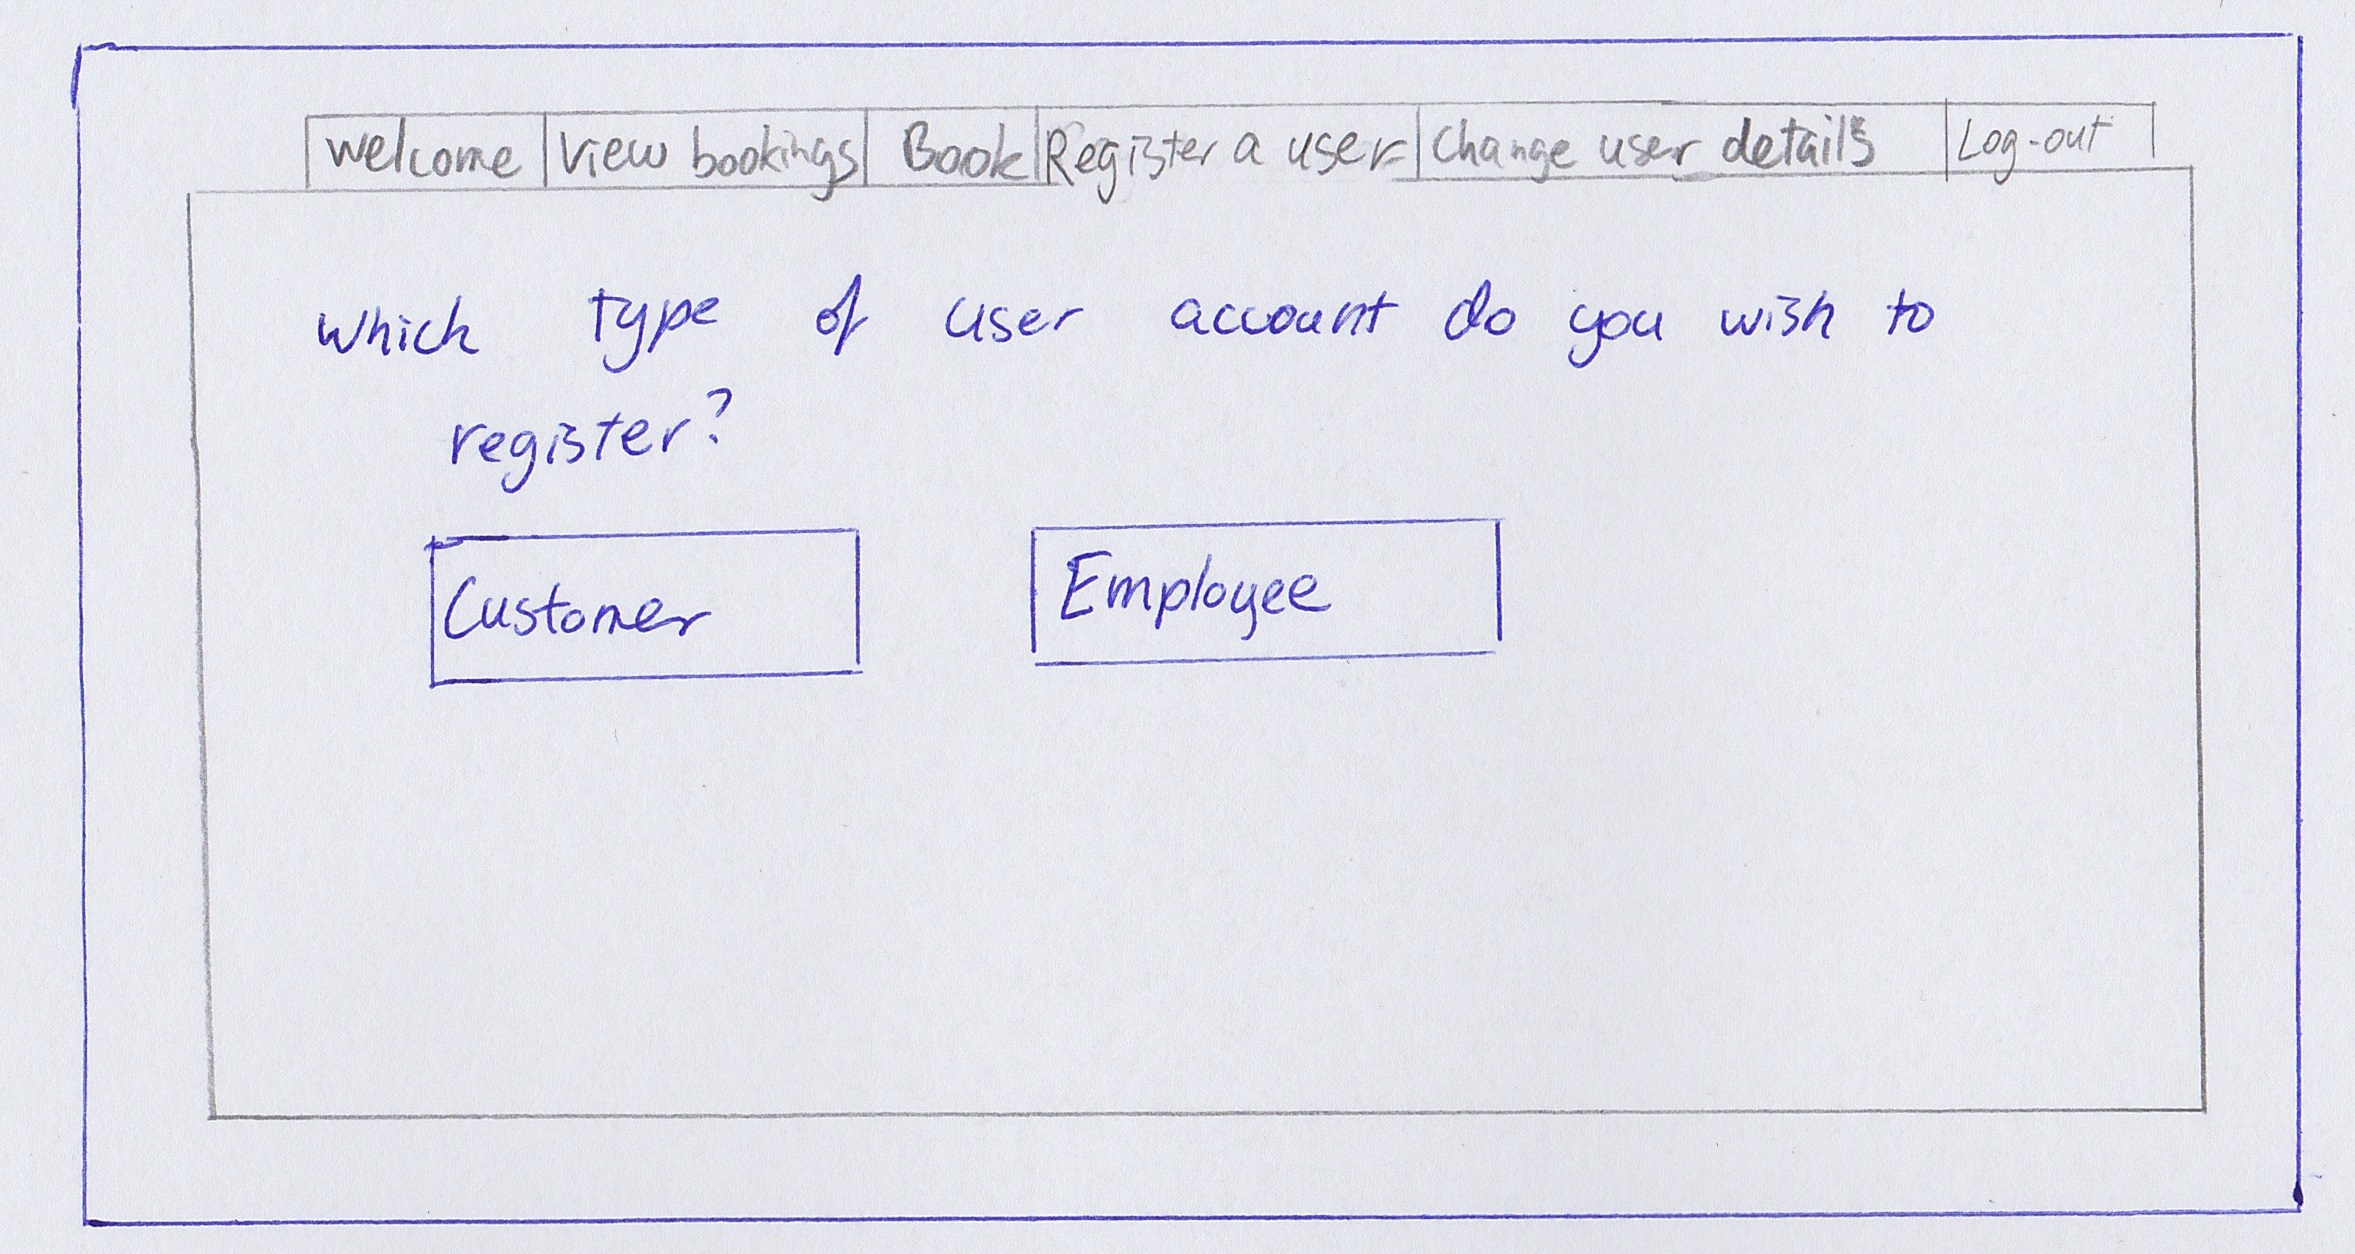 Welcome View bookings Book Register a user Change user details Log-out
which type of user account do you wish to
register?
Customer Employee